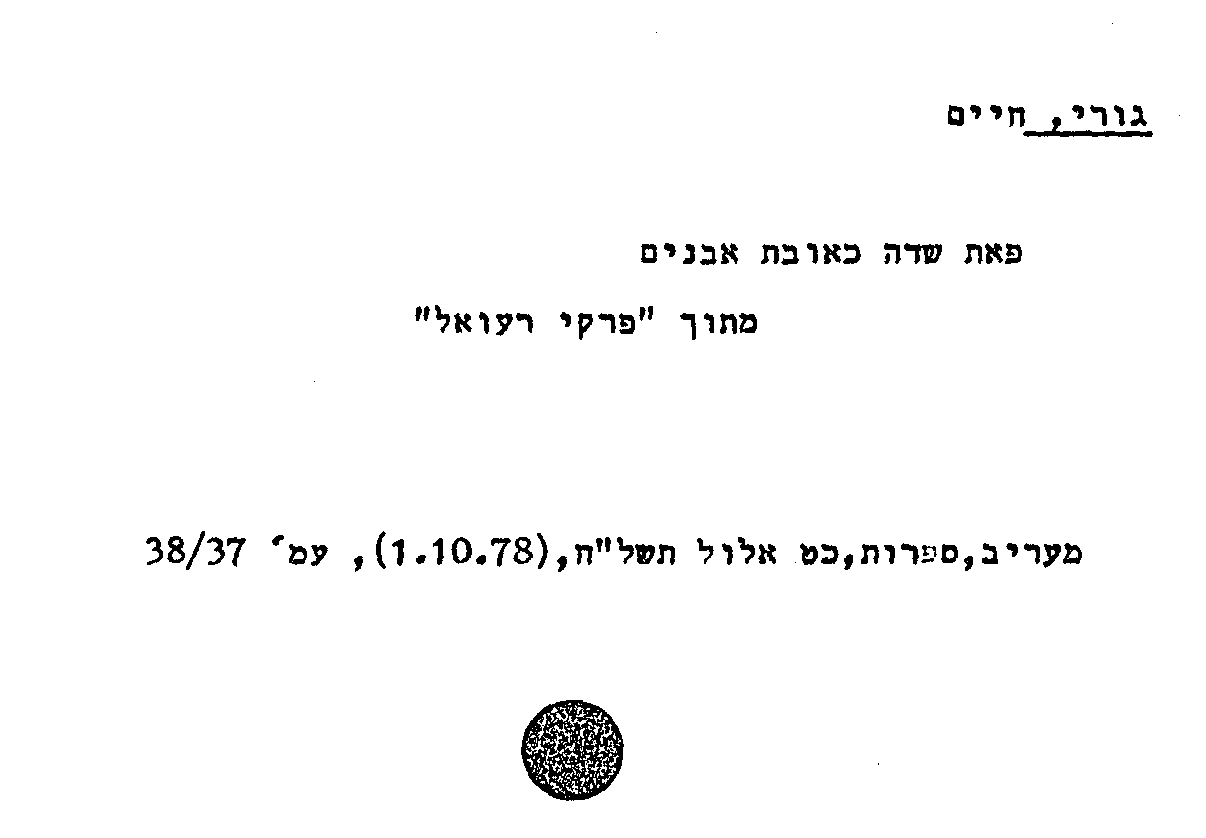 גורי, חיים
פאת שדה כאובת אבנים
מתוך "פרקי רעואל"
מעריב,ספרות,כט אלול תשל"ח,(1.10.78), עמ' 38/37